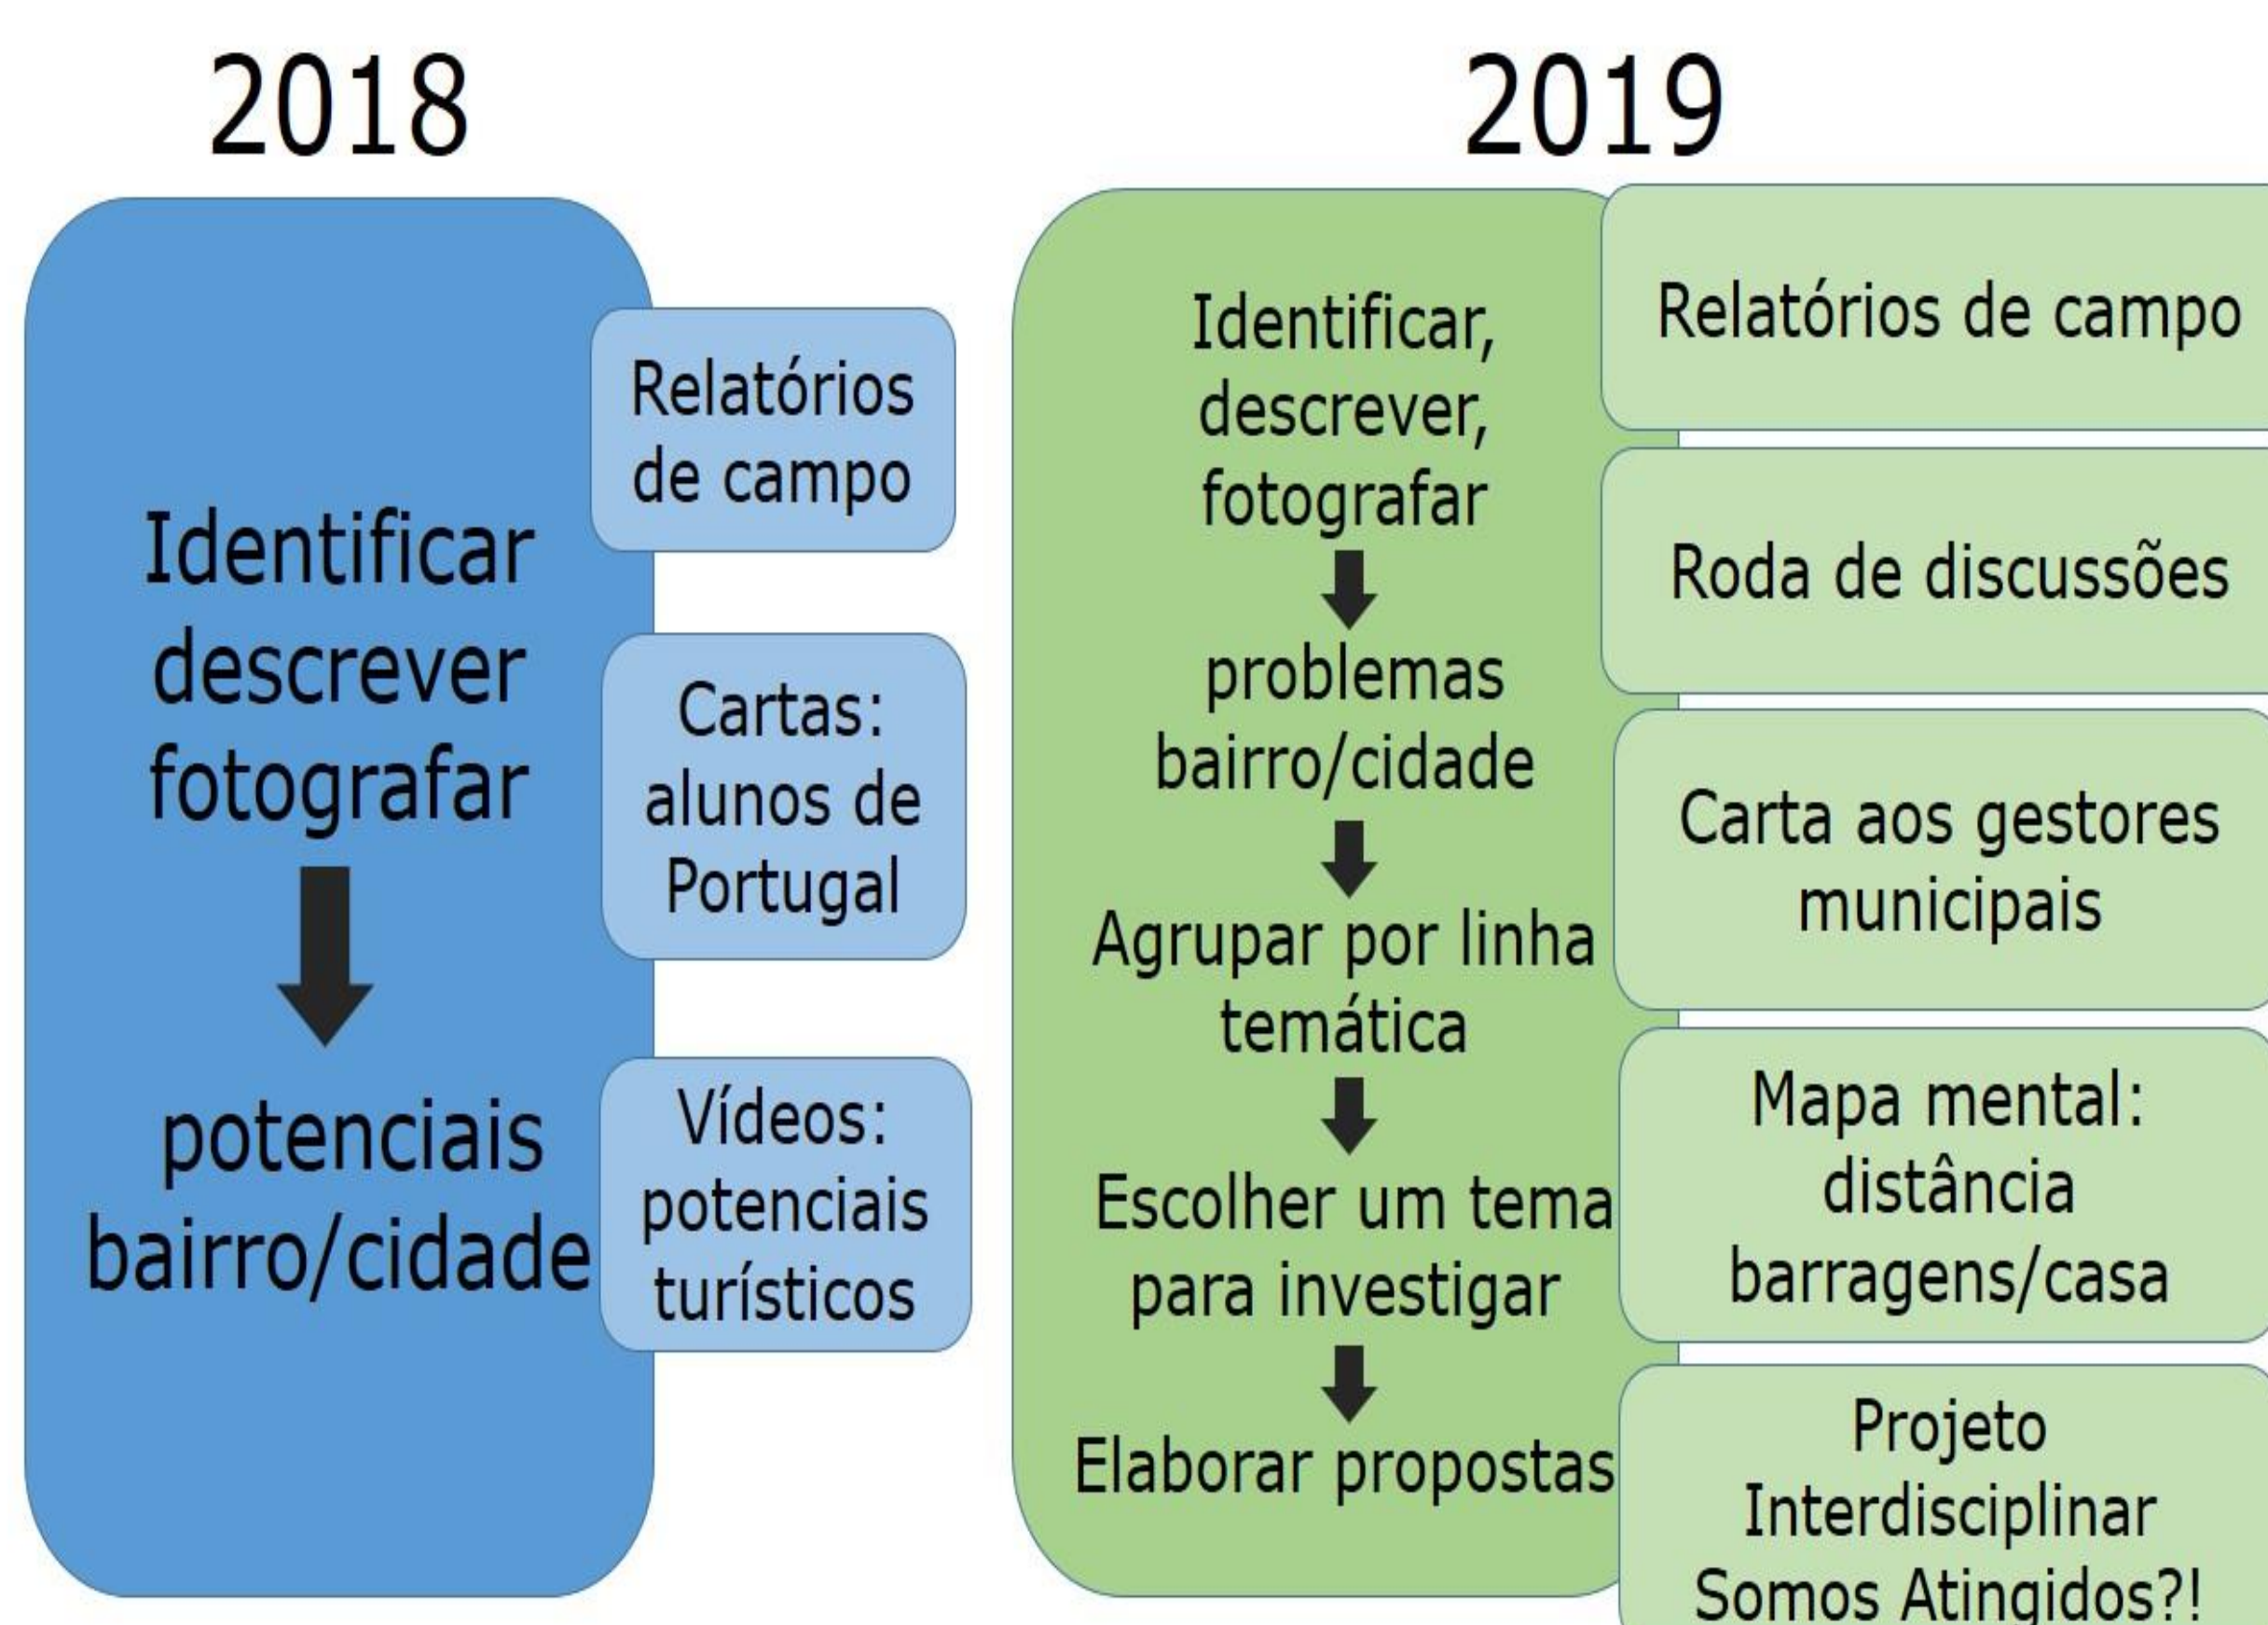 2018
Identificar
descrever
fotografar
potenciais
bairro/cidade
Relatórios
de campo
Cartas:
alunos de
Portugal
Vídeos:
potenciais
turísticos
2019
Identificar,
descrever,
fotografar
problemas
bairro/cidade
Agrupar por linha
temática
Escolher um tema
para investigar
Elaborar propostas
Relatórios de campo
Roda de discussões
Carta aos gestores
municipais
Mapa mental:
distância
barragens/casa
Projeto
Interdisciplinar
Somos Atingidos?!